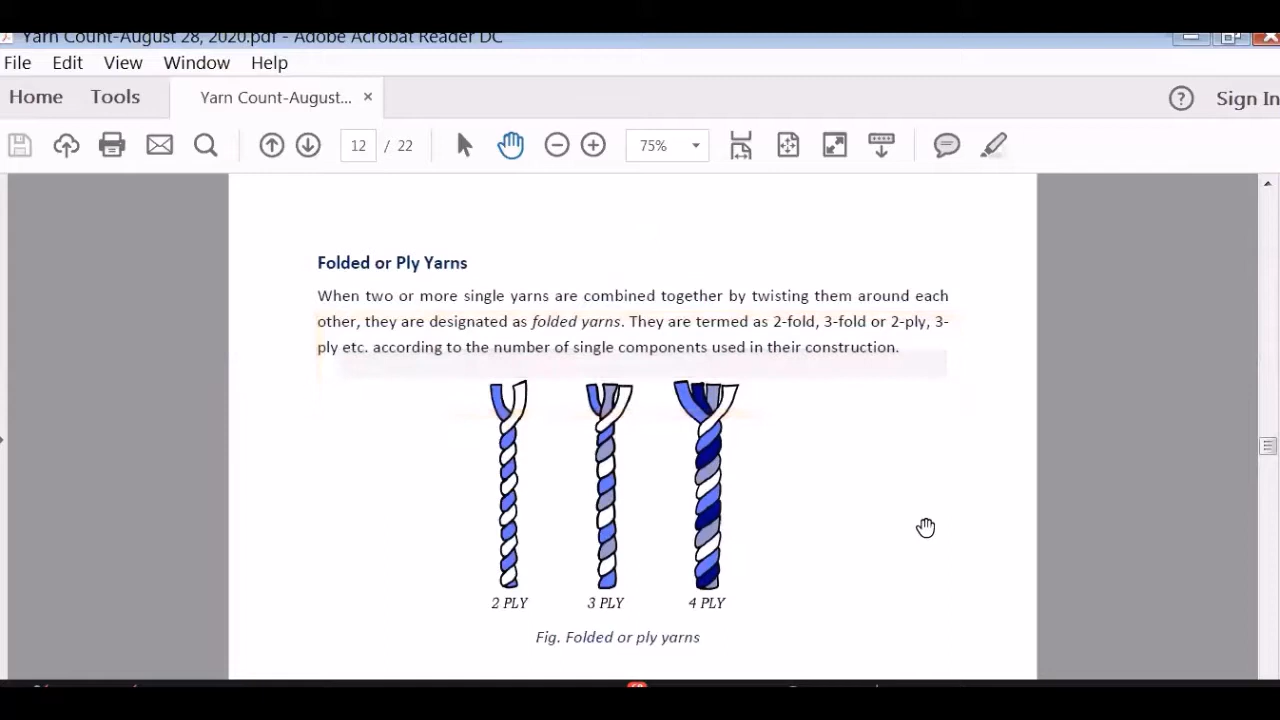 Yarn Count-August 28, 2020.pdf - Adobe Acrobat Reader DC
File Edit View Window Help
Home Tools Yarn Count-August... × ? Sign In
12 / 22 75%
Folded or Ply Yarns
When two or more single yarns are combined together by twisting them around each
other, they are designated as folded yarns. They are termed as 2-fold, 3-fold or 2-ply, 3-
ply etc. according to the number of single components used in their construction.
2 PLY 3 PLY 4 PLY
Fig. Folded or ply yarns